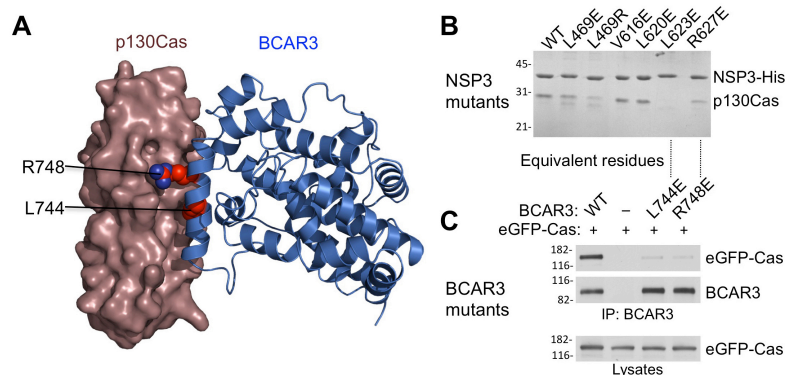 A
p130Cas
BCAR3
R748
L744
B
WT
L469E
L469R
V616E
L620E
L623E
R627E
45-
31-
21-
NSP3
mutants
NSP3-His
p130Cas
Equivalent residues
C
BCAR3:
WT
–
L744E
R748E
eGFP-Cas:
+
+
+
+
182-
116-
eGFP-Cas
116-
82-
BCAR3
BCAR3
mutants
IP: BCAR3
182-
116-
eGFP-Cas
Lysates